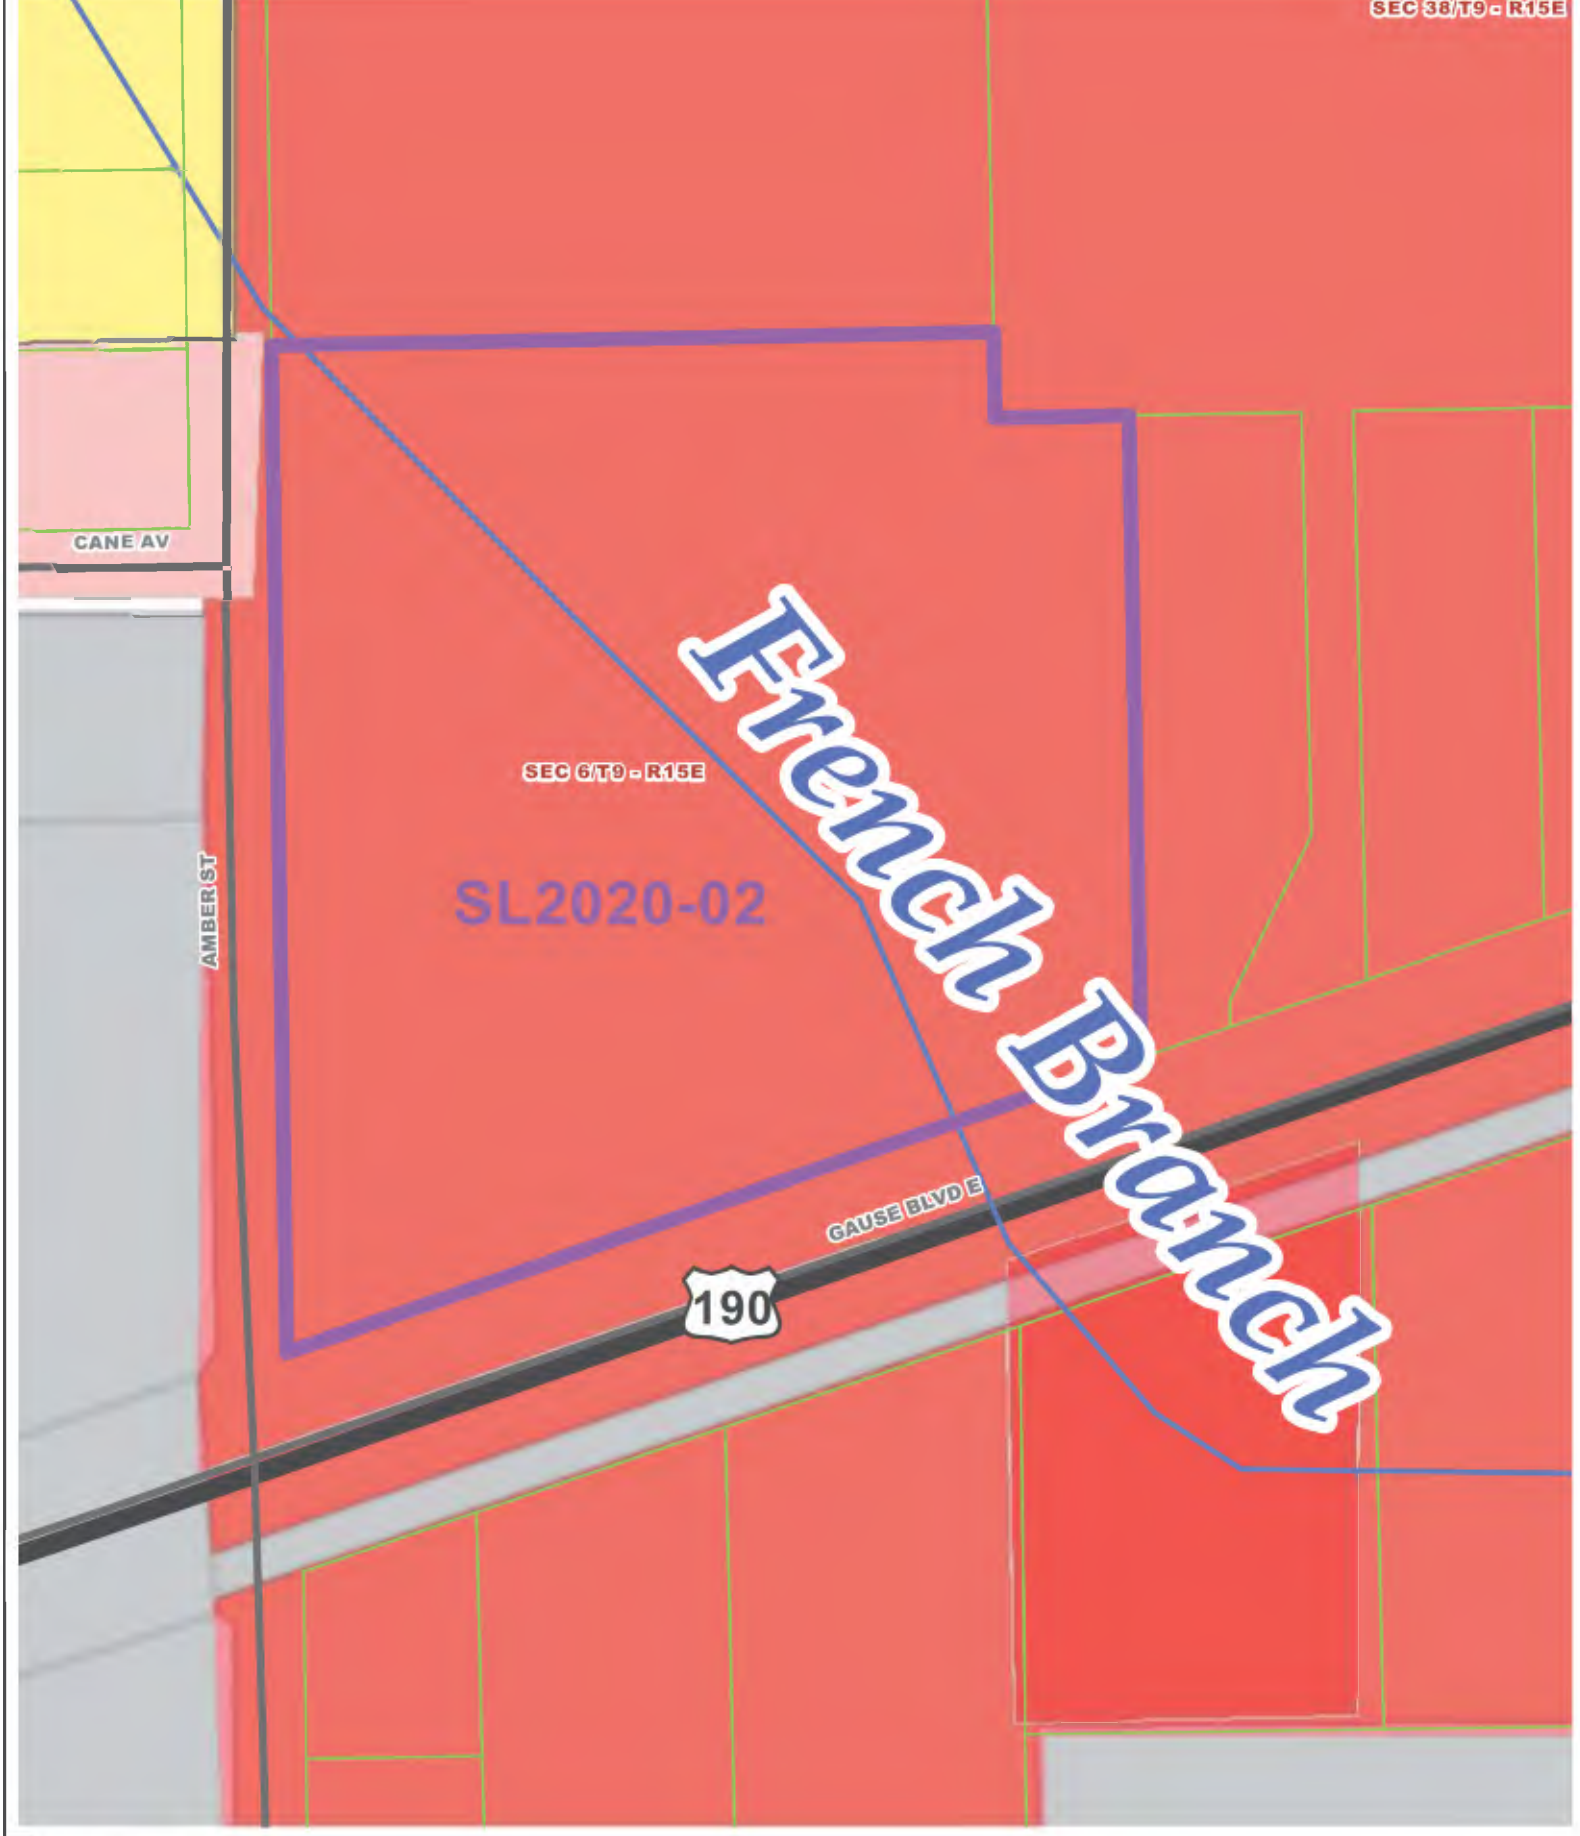 SEC 38/T9 - R15E
CANE AV
French Branch
SEC 6/T9 - R15E
AMBER ST
SL2020-02
GAUSE BLVD E
190